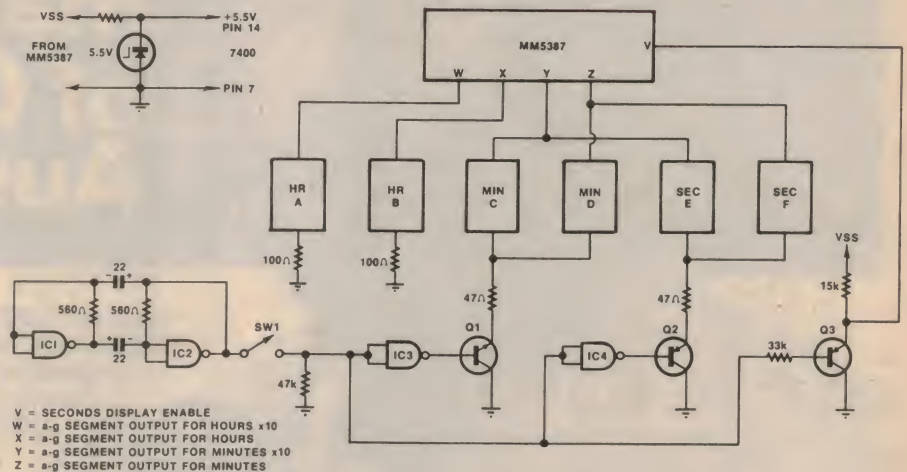 VSS
+5.5V
PIN 14
FROM
MM5387
5.5V
7400
PIN 7
MM5387
V
W
X
Y
Z
HR
A
HR
B
MIN
C
MIN
D
SEC
E
SEC
F
100Ω
100Ω
47Ω
47Ω
VSS
15k
22
560Ω
560Ω
22
IC1
IC2
SW1
47k
IC3
Q1
IC4
Q2
33k
Q3
V = SECONDS DISPLAY ENABLE
W = a-g SEGMENT OUTPUT FOR HOURS x10
X = a-g SEGMENT OUTPUT FOR HOURS
Y = a-g SEGMENT OUTPUT FOR MINUTES x10
Z = a-g SEGMENT OUTPUT FOR MINUTES